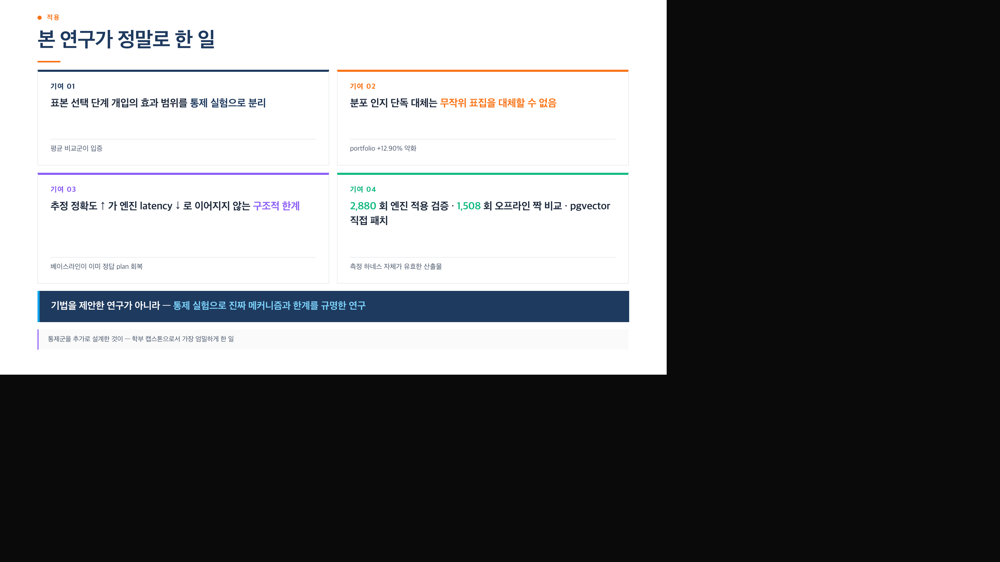 적용
본 연구가 정말로 한 일
기여 01
표본 선택 단계 개입의 효과 범위를 통제 실험으로 분리
평균 비교군이 입증
기여 02
분포 인지 단독 대체는 무작위 표집을 대체할 수 없음
portfolio +12.90% 악화
기여 03
추정 정확도 ↑ 가 엔진 latency ↓ 로 이어지지 않는 구조적 한계
베이스라인이 이미 정답 plan 회복
기여 04
2,880 회 엔진 적용 검증 · 1,508 회 오프라인 짝 비교 · pgvector
직접 패치
측정 하네스 자체가 유효한 산출물
기법을 제안한 연구가 아니라 — 통제 실험으로 진짜 메커니즘과 한계를 규명한 연구
통제군을 추가로 설계한 것이 — 학부 캡스톤으로서 가장 엄밀하게 한 일